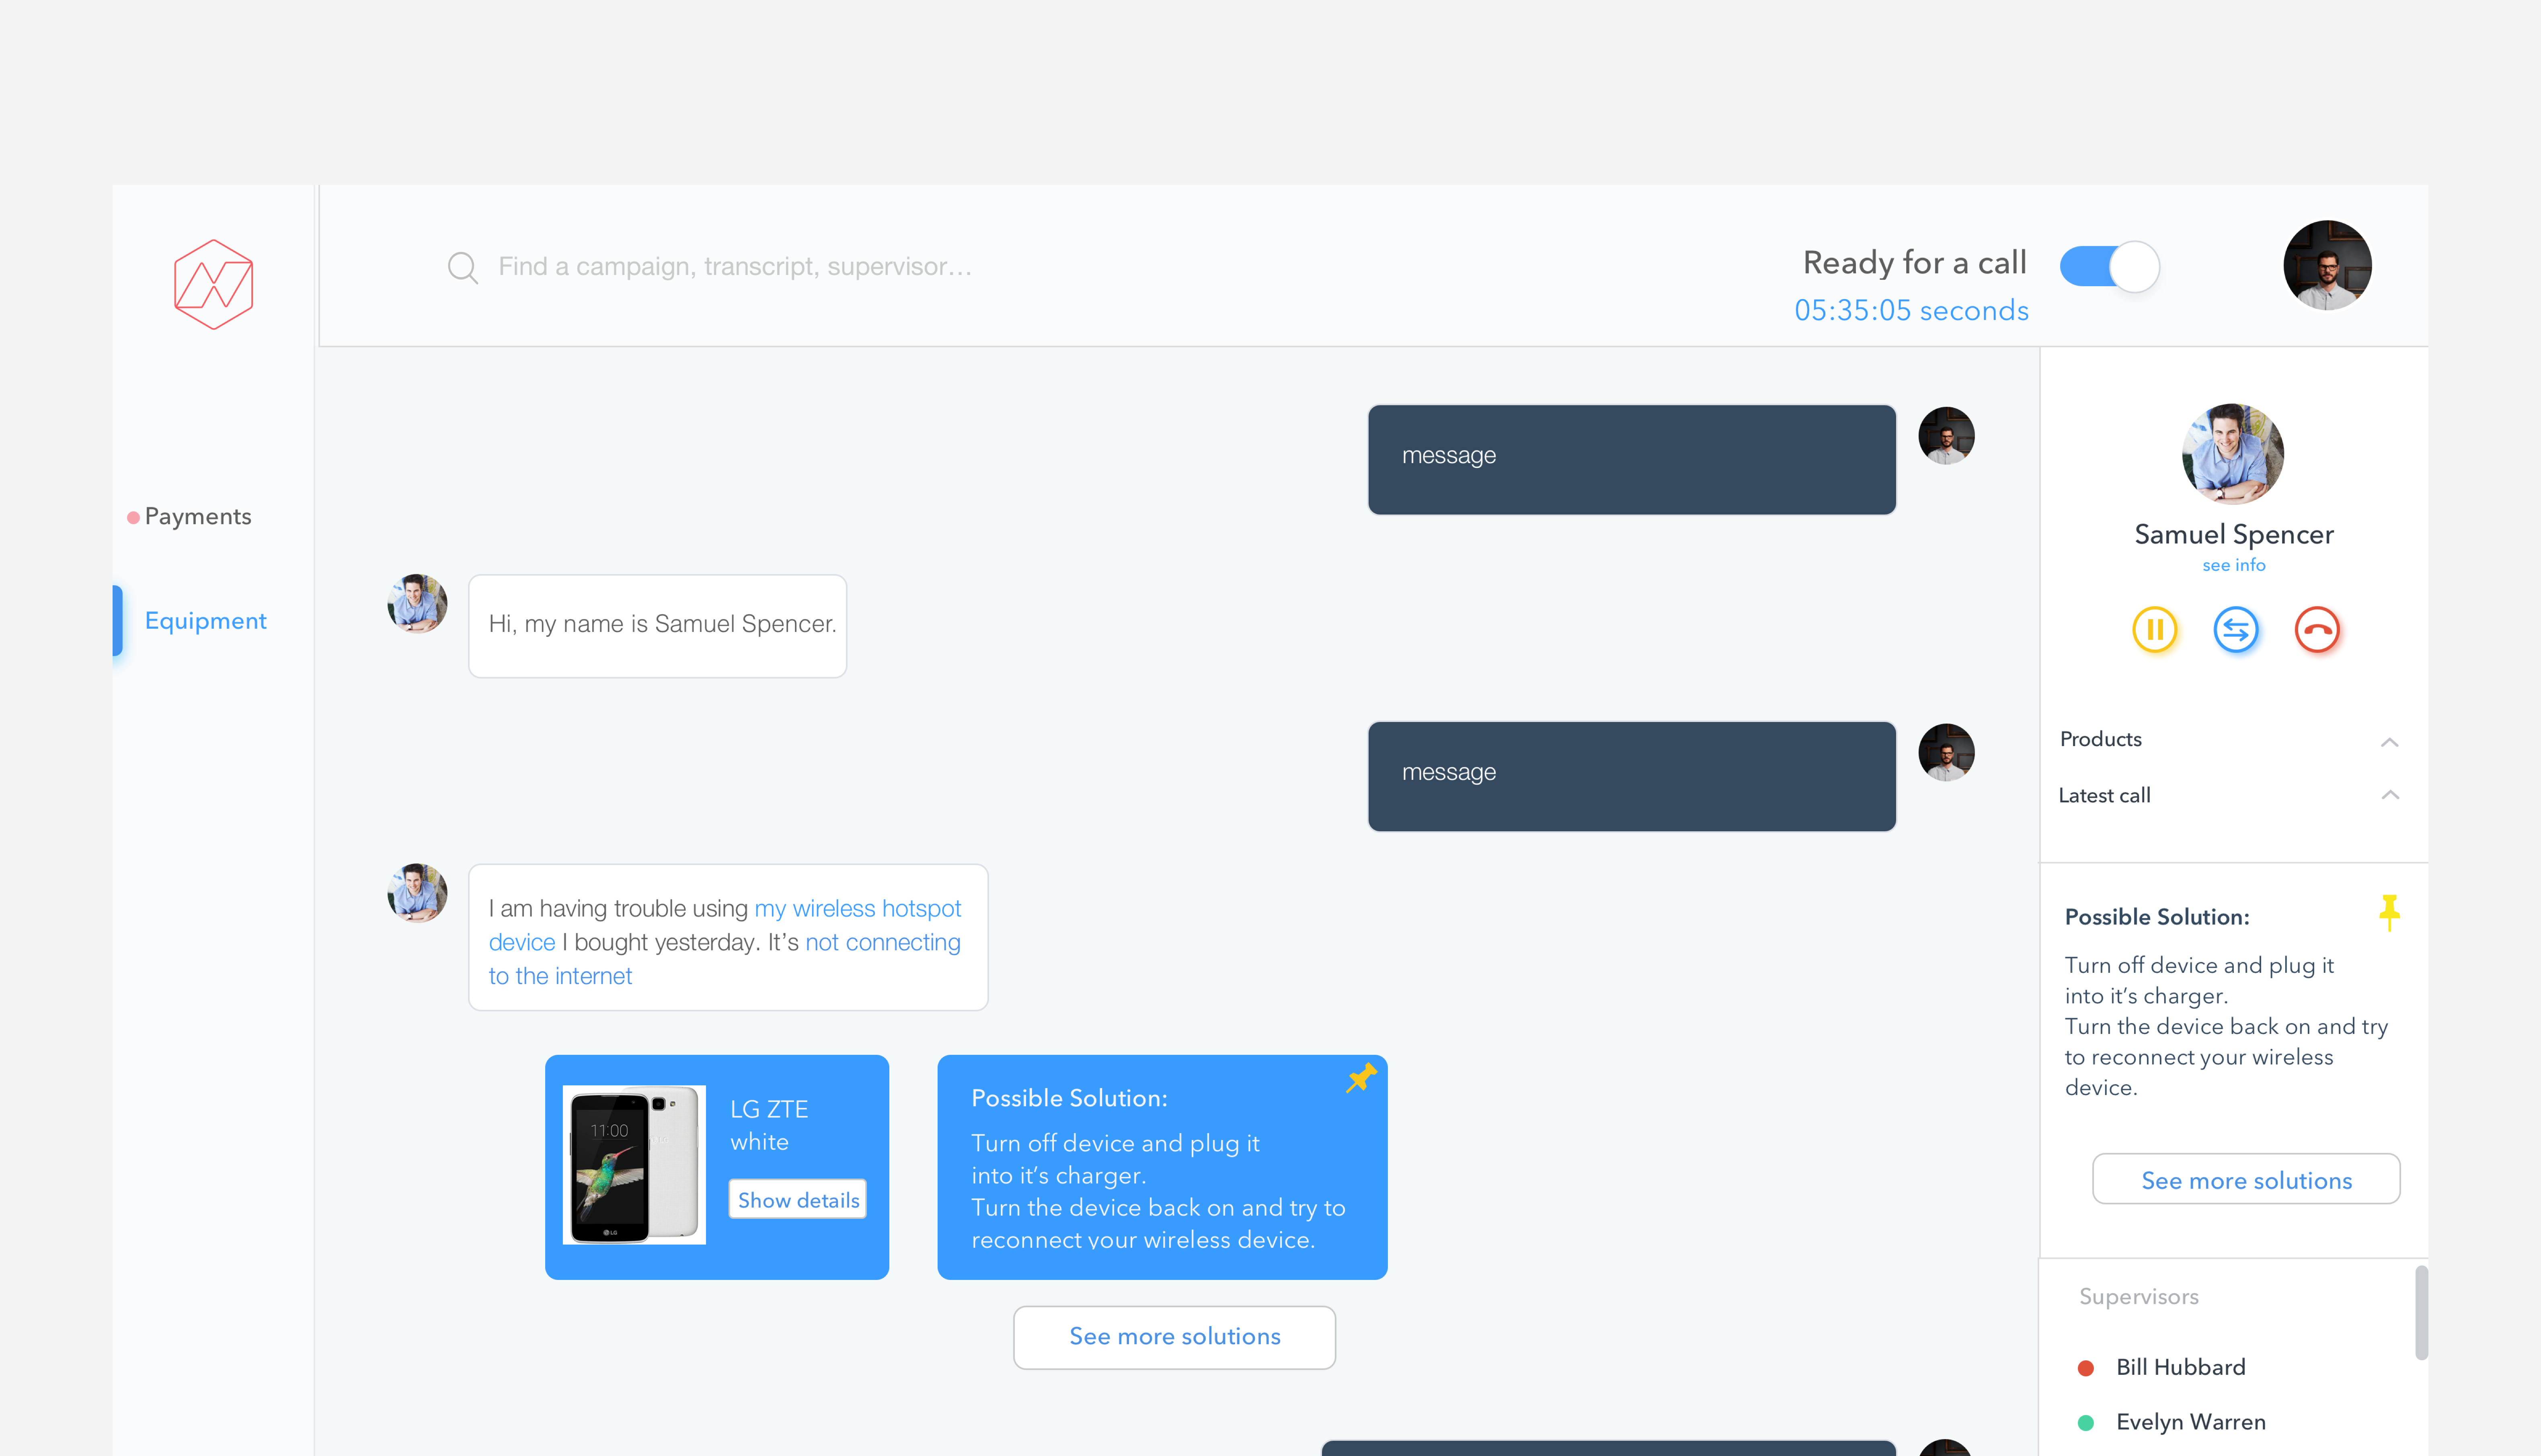 Find a campaign, transcript, supervisor...
Ready for a call
05:35:05 seconds
Payments
Equipment
message
Hi, my name is Samuel Spencer.
message
I am having trouble using my wireless hotspot
device I bought yesterday. It’s not connecting
to the internet
11:00
LG
LG ZTE
white
Show details
Possible Solution:
Turn off device and plug it
into it’s charger.
Turn the device back on and try to
reconnect your wireless device.
See more solutions
Samuel Spencer
see info
Products
Latest call
Possible Solution:
Turn off device and plug it
into it’s charger.
Turn the device back on and try
to reconnect your wireless
device.
See more solutions
Supervisors
Bill Hubbard
Evelyn Warren